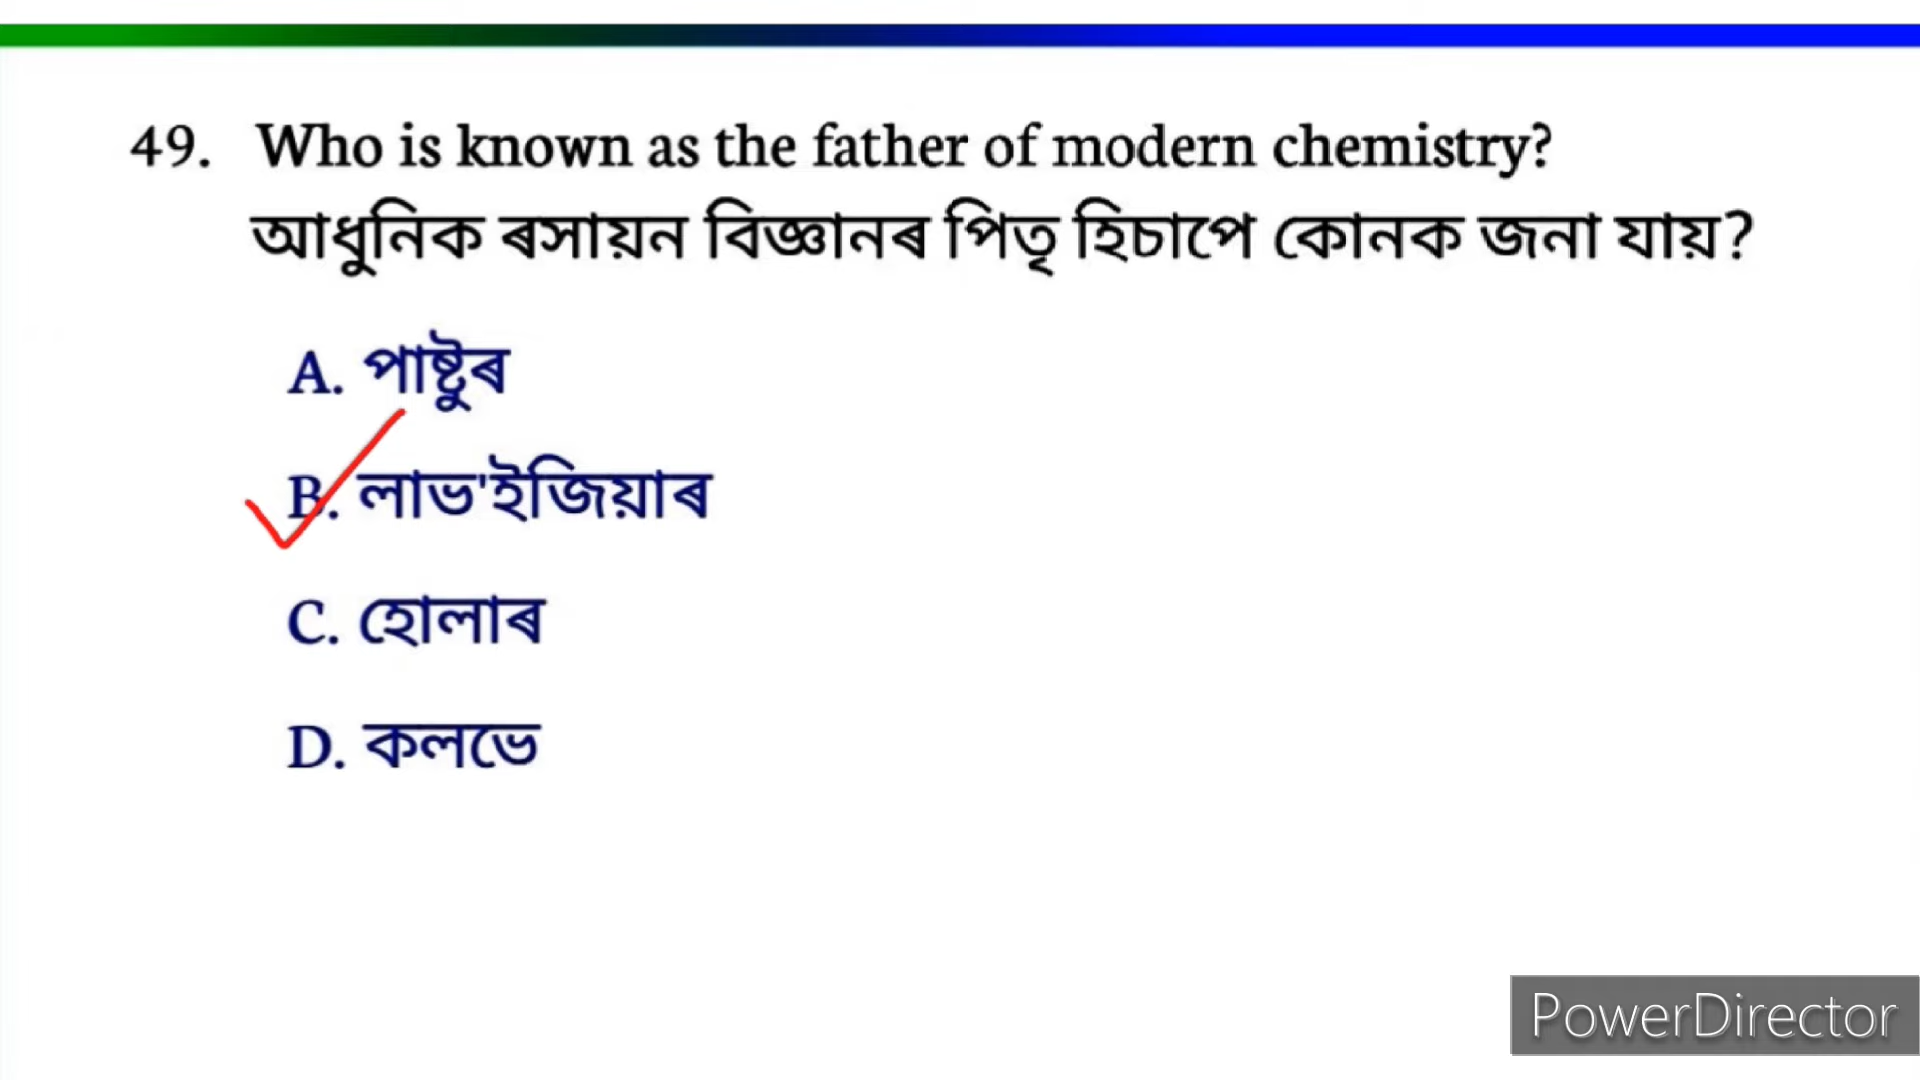 49. Who is known as the father of modern chemistry?
আধুনিক ৰসায়ন বিজ্ঞানৰ পিতৃ হিচাপে কোনক জনা যায়?
A. পাষ্টুৰ
B. লাভ'ইজিয়াৰ
C. হোলাৰ
D. কলভে
PowerDirector